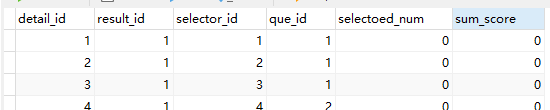 detail_id result_id selector_id que_id selectoed_num sum_score
1 1 1 1 0 0
2 1 2 1 0 0
3 1 3 1 0 0
4 1 4 2 0 0